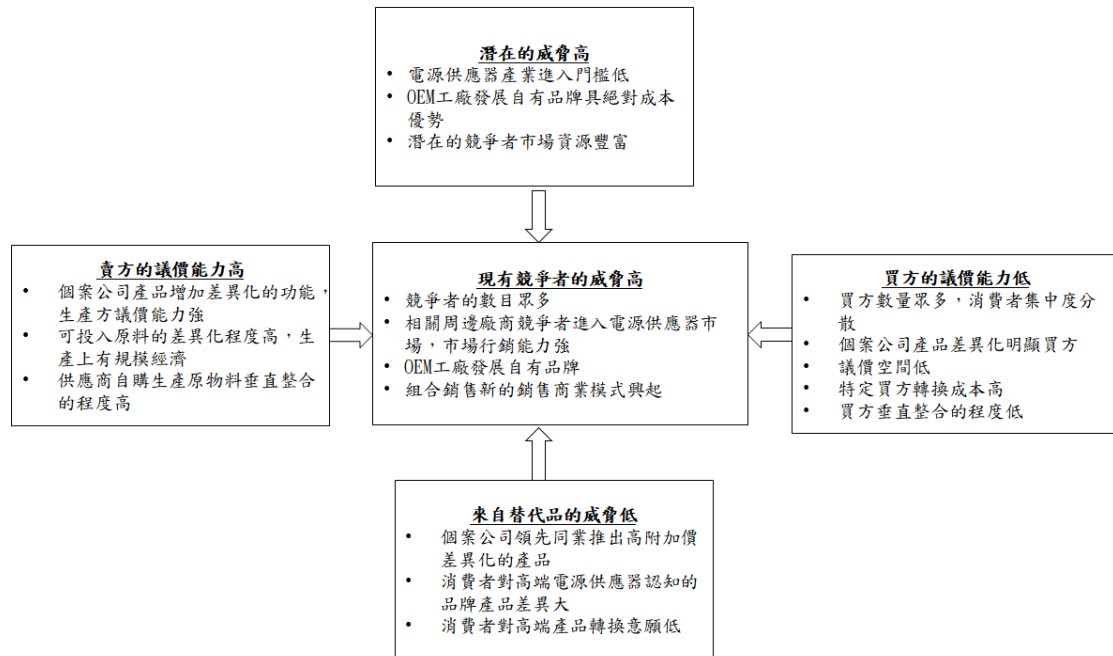 潛在的威脅高
• 電源供應器產業進入門檻低
• OEM工廠發展自有品牌具絕對成本
優勢
• 潛在的競爭者市場資源豐富
賣方的議價能力高
• 個案公司產品增加差異化的功能，
生產方議價能力強
• 可投入原料的差異化程度高，生
產上有規模經濟
• 供應商自購生產原物料垂直整合
的程度高
現有競爭者的威脅高
• 競爭者的數目眾多
• 相關周邊廠商競爭者進入電源供應器市
場，市場行銷能力強
• OEM工廠發展自有品牌
• 組合銷售新的銷售商業模式興起
買方的議價能力低
• 買方數量眾多，消費者集中度分
散
• 個案公司產品差異化明顯買方
• 議價空間低
• 特定買方轉換成本高
• 買方垂直整合的程度低
來自替代品的威脅低
• 個案公司領先同業推出高附加價
差異化的產品
• 消費者對高端電源供應器認知的
品牌產品差異大
• 消費者對高端產品轉換意願低